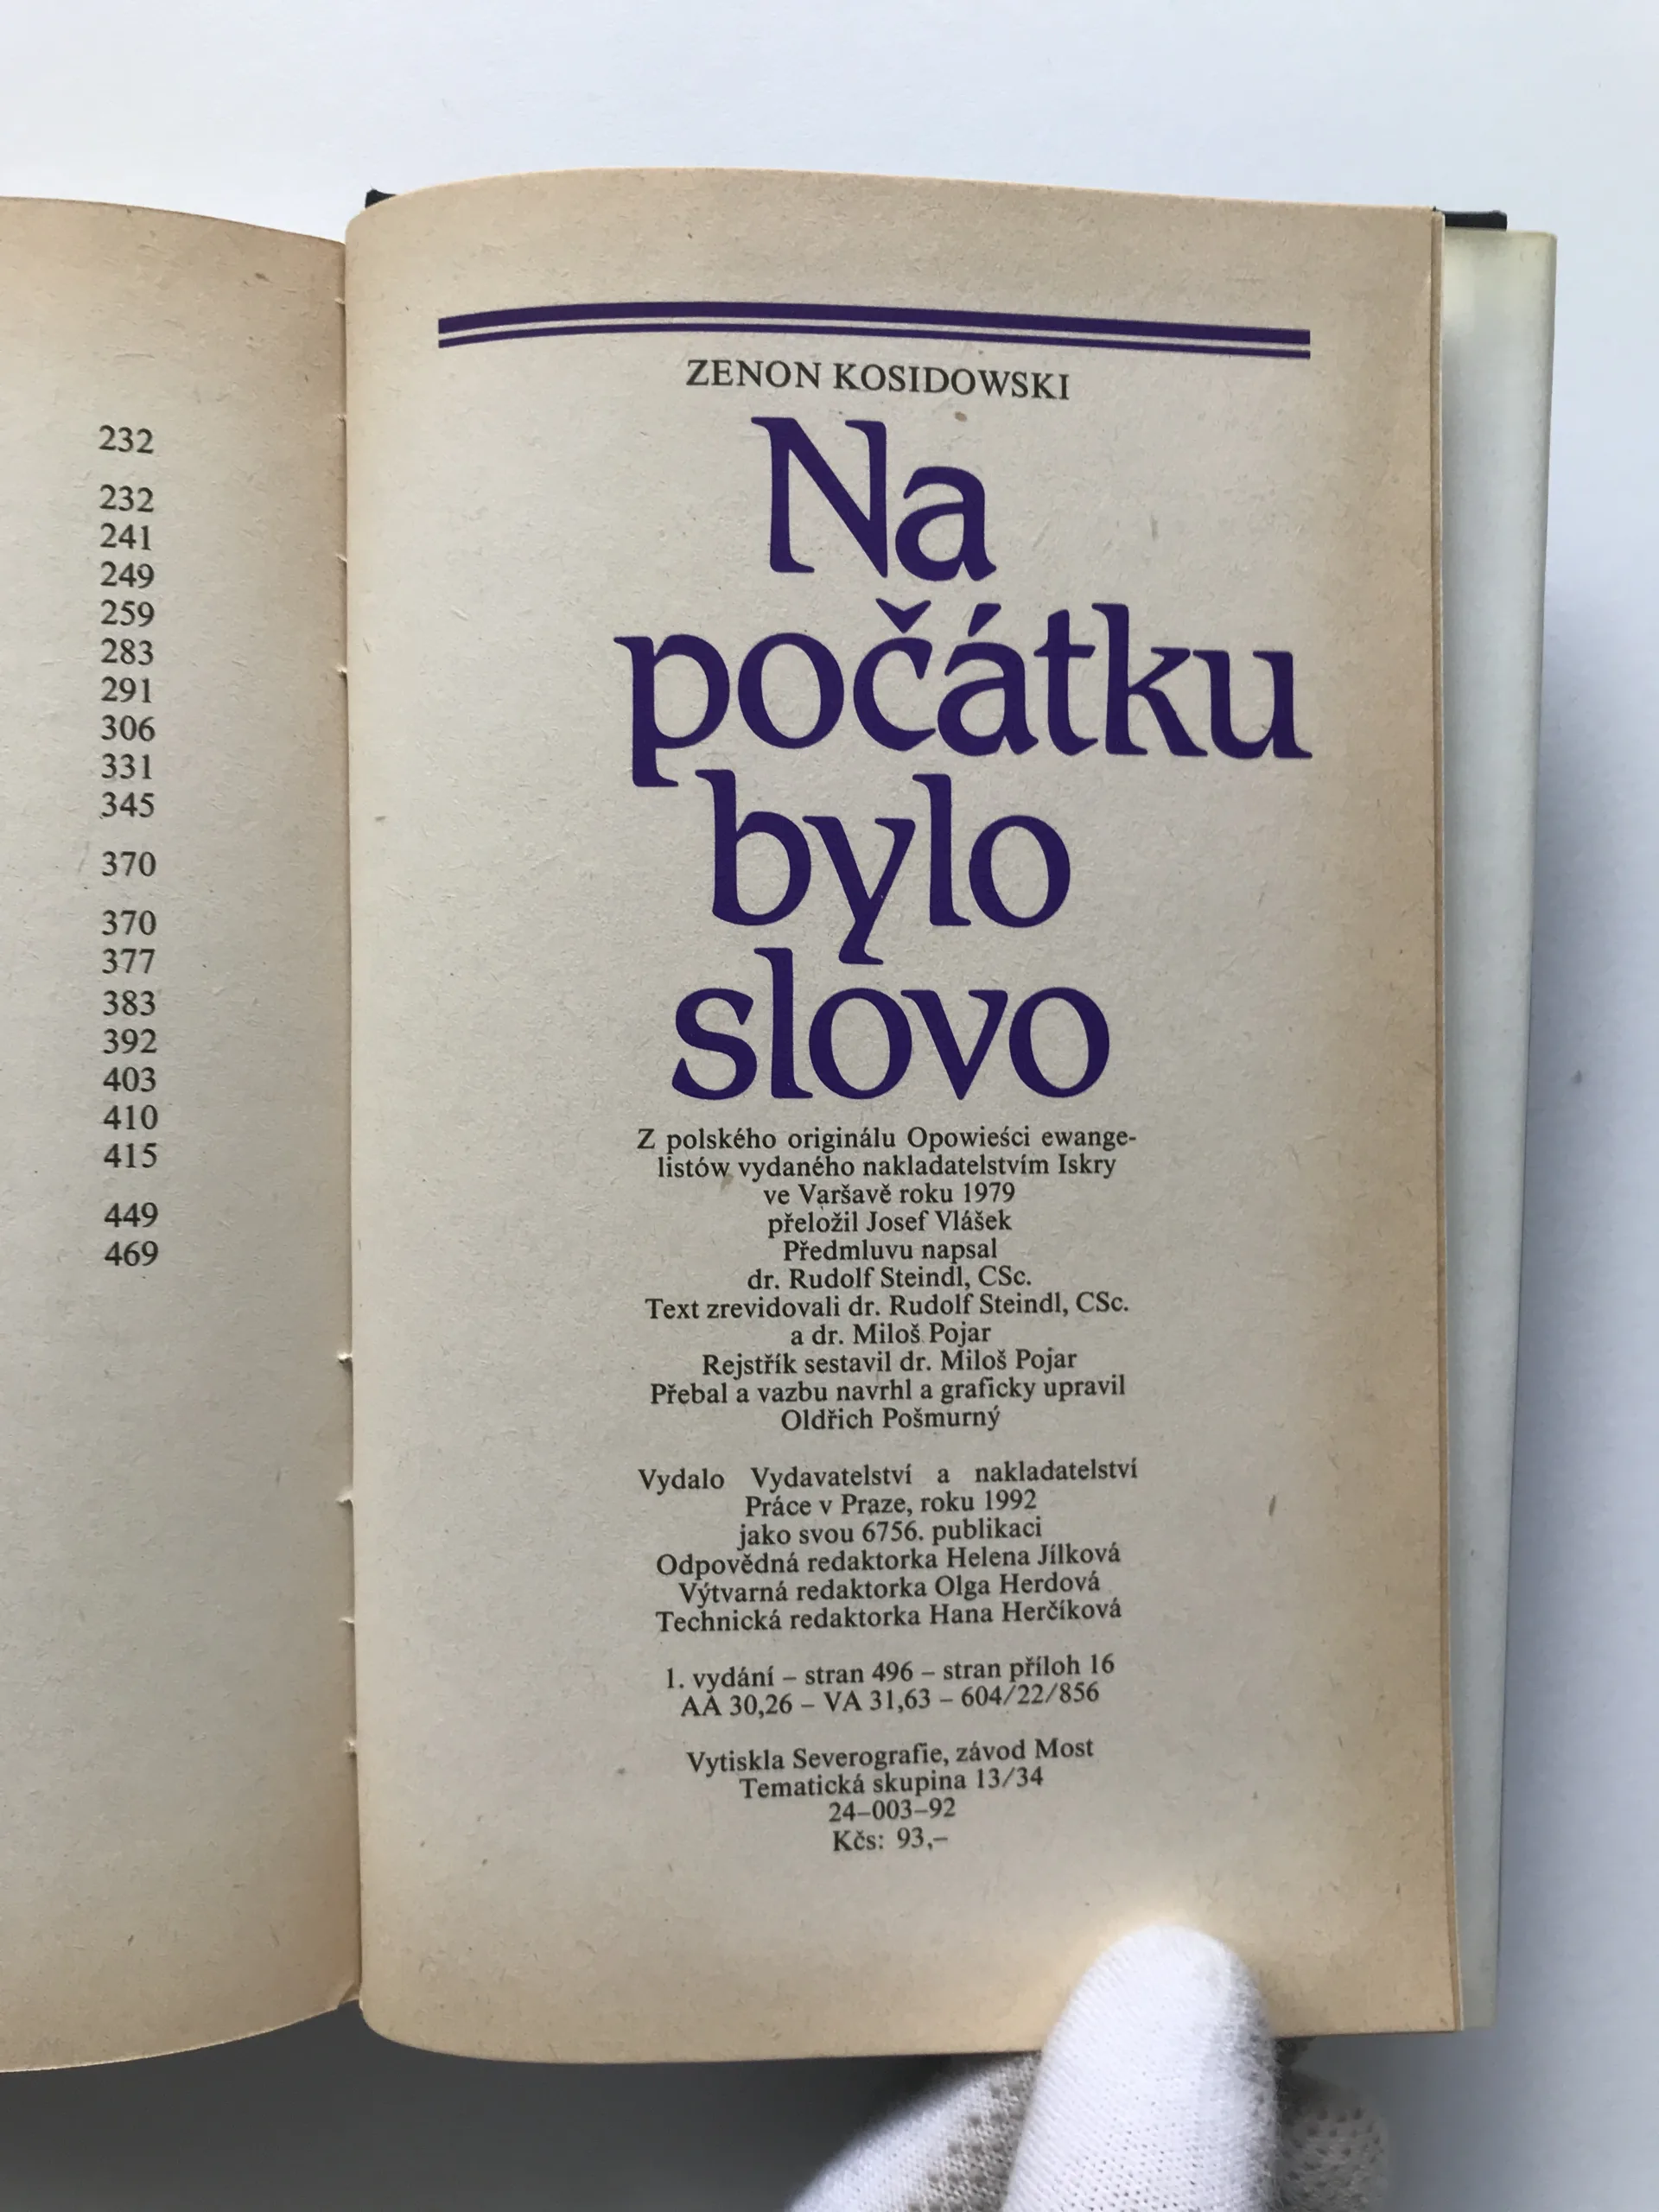 232
232
241
249
259
283
291
306
331
345
370
370
377
383
392
403
410
415
449
469
ZENON KOSIDOWSKI
Na
počátku
bylo
slovo
Z polského originálu Opowieści ewange-
listów vydaného nakladatelstvím Iskry
ve Varšavě roku 1979
přeložil Josef Vlášek
Předmluvu napsal
dr. Rudolf Steindl, CSc.
Text zrevidovali dr. Rudolf Steindl, CSc.
a dr. Miloš Pojar
Rejstřík sestavil dr. Miloš Pojar
Přebal a vazbu navrhl a graficky upravil
Oldřich Pošmurný
Vydalo Vydavatelství a nakladatelství
Práce v Praze, roku 1992
jako svou 6756. publikaci
Odpovědná redaktorka Helena Jílková
Výtvarná redaktorka Olga Herdová
Technická redaktorka Hana Herčíková
1. vydání – stran 496 – stran příloh 16
AA 30,26 – VA 31,63 – 604/22/856
Vytiskla Severografie, závod Most
Tematická skupina 13/34
24–003–92
Kčs: 93,–